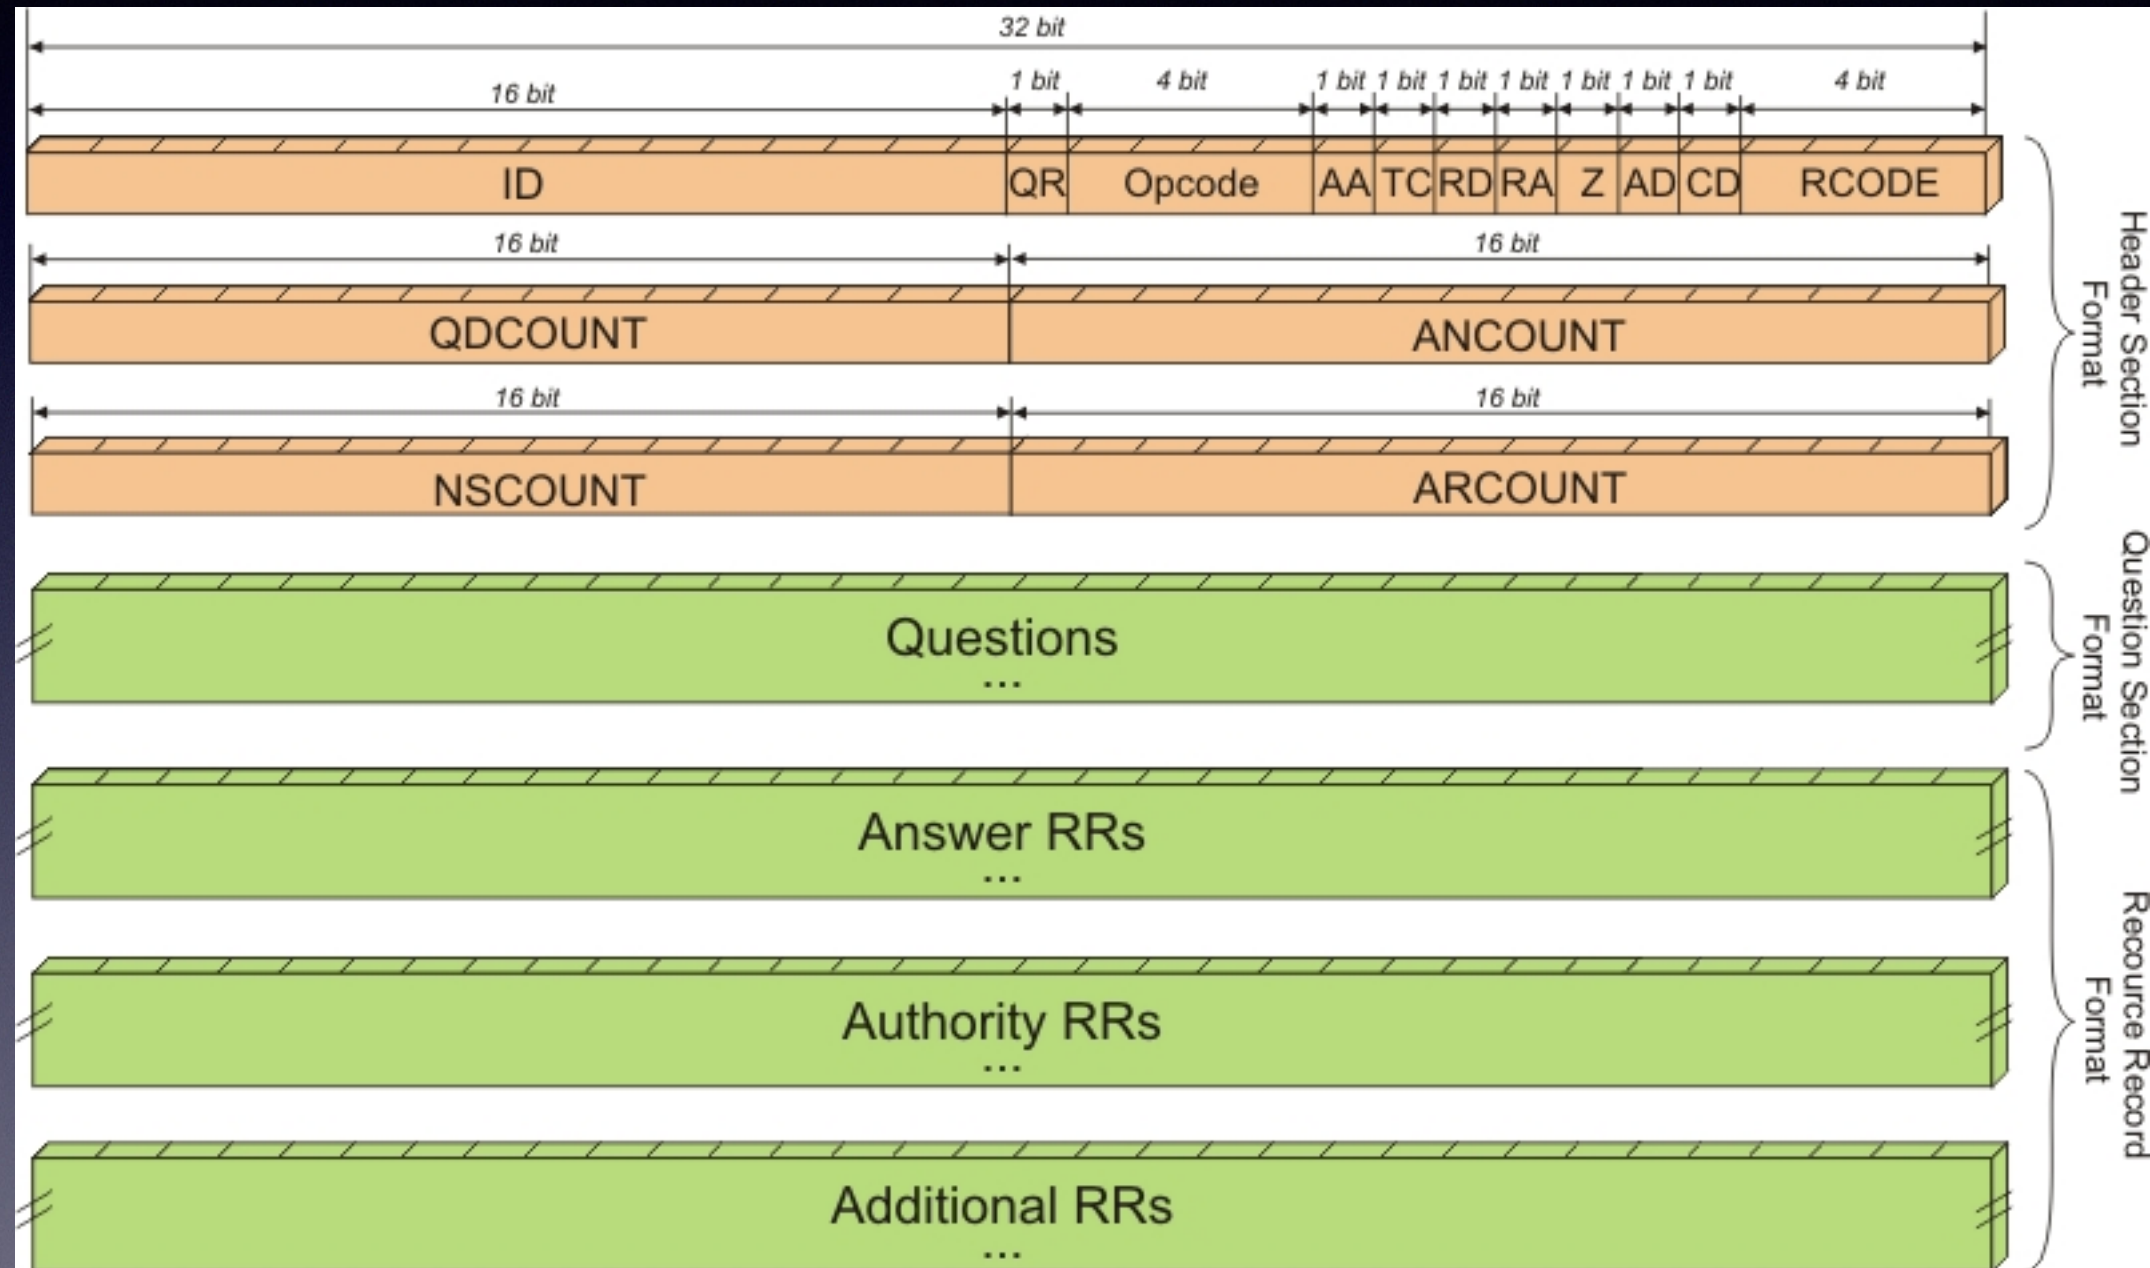 32 bit
16 bit 1 bit 4 bit 1 bit 1 bit 1 bit 1 bit 1 bit 1 bit 1 bit 4 bit
ID QR Opcode AA TC RD RA Z AD CD RCODE
16 bit 16 bit
QDCOUNT ANCOUNT
16 bit 16 bit
NSCOUNT ARCOUNT
Header Section
Format
Questions
...
Question Section
Format
Answer RRs
...
Authority RRs
...
Additional RRs
...
Recource Record
Format